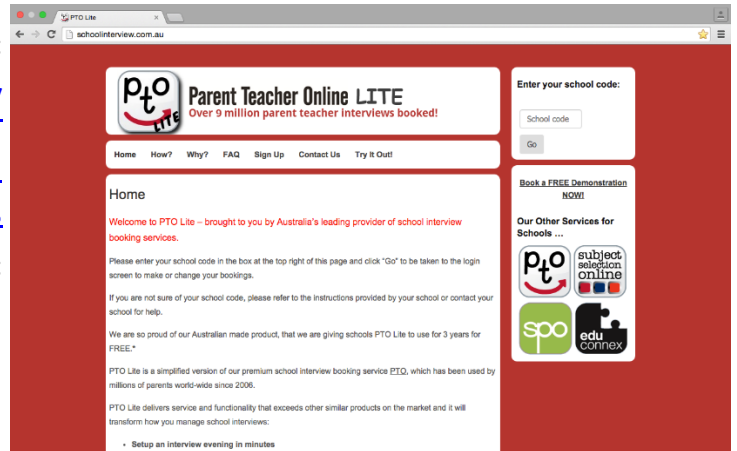 PTO Lite
schoolinterview.com.au
pto
LITE
Parent Teacher Online LITE
Over 9 million parent teacher interviews booked!
Home How? Why? FAQ Sign Up Contact Us Try It Out!
Home
Welcome to PTO Lite – brought to you by Australia's leading provider of school interview
booking services.
Please enter your school code in the box at the top right of this page and click "Go" to be taken to the login
screen to make or change your bookings.
If you are not sure of your school code, please refer to the instructions provided by your school or contact your
school for help.
We are so proud of our Australian made product, that we are giving schools PTO Lite to use for 3 years for
FREE.*
PTO Lite is a simplified version of our premium school interview booking service PTO, which has been used by
millions of parents world-wide since 2006.
PTO Lite delivers service and functionality that exceeds other similar products on the market and it will
transform how you manage school interviews:
• Setup an interview evening in minutes
Enter your school code:
School code
Go
Book a FREE Demonstration
NOW!
Our Other Services for
Schools ...
pto
subject
selection
online
spo
edu
connex